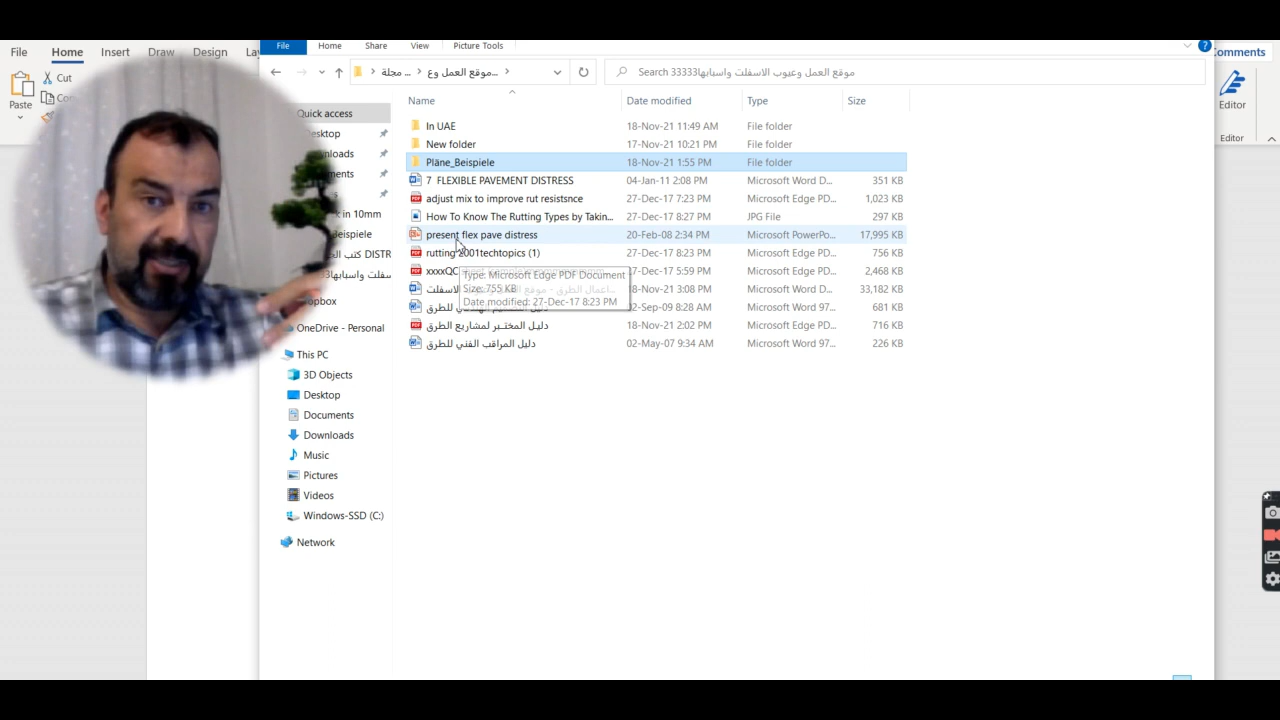 File Home Insert Draw Design
Comments
Paste
Cut
Editor
Editor
File Home Share View Picture Tools
مجلة ... موقع العمل وع...
Search 33333موقع العمل وعيوب الاسفلت واسبابها
Name Date modified Type Size
Quick access
In UAE 18-Nov-21 11:49 AM File folder
New folder 17-Nov-21 10:21 PM File folder
Pläne_Beispiele 18-Nov-21 1:55 PM File folder
7 FLEXIBLE PAVEMENT DISTRESS 04-Jan-11 2:08 PM Microsoft Word D... 351 KB
adjust mix to improve rut resistsnce 27-Dec-17 7:23 PM Microsoft Edge PD... 1,023 KB
How To Know The Rutting Types by Takin... 27-Dec-17 8:27 PM JPG File 297 KB
present flex pave distress 20-Feb-08 2:34 PM Microsoft PowerPo... 17,995 KB
rutting 2001techtopics (1) 27-Dec-17 8:23 PM Microsoft Edge PD... 756 KB
xxxxQC 27-Dec-17 5:59 PM Microsoft Edge PD... 2,468 KB
18-Nov-21 3:08 PM Microsoft Word D... 33,182 KB
02-Sep-09 8:28 AM Microsoft Word 97... 681 KB
دليل المختبر لمشاريع الطرق 18-Nov-21 2:02 PM Microsoft Edge PD... 716 KB
دليل المراقب الفني للطرق 02-May-07 9:34 AM Microsoft Word 97... 226 KB
Type: Microsoft Edge PDF Document
Size: 755 KB
Date modified: 27-Dec-17 8:23 PM
in 10mm
OneDrive - Personal
This PC
3D Objects
Desktop
Documents
Downloads
Music
Pictures
Videos
Windows-SSD (C:)
Network